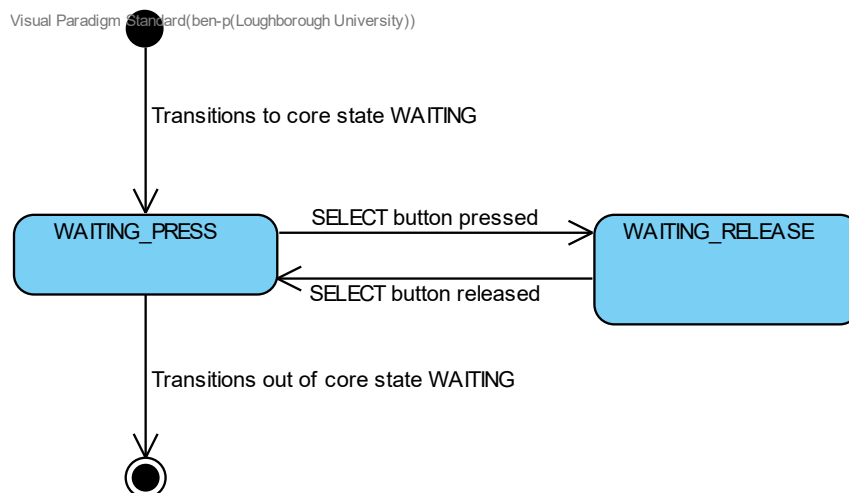 Visual Paradigm Standard(ben-p(Loughborough University))
Transitions to core state WAITING
SELECT button pressed
WAITING_PRESS
WAITING_RELEASE
SELECT button released
Transitions out of core state WAITING